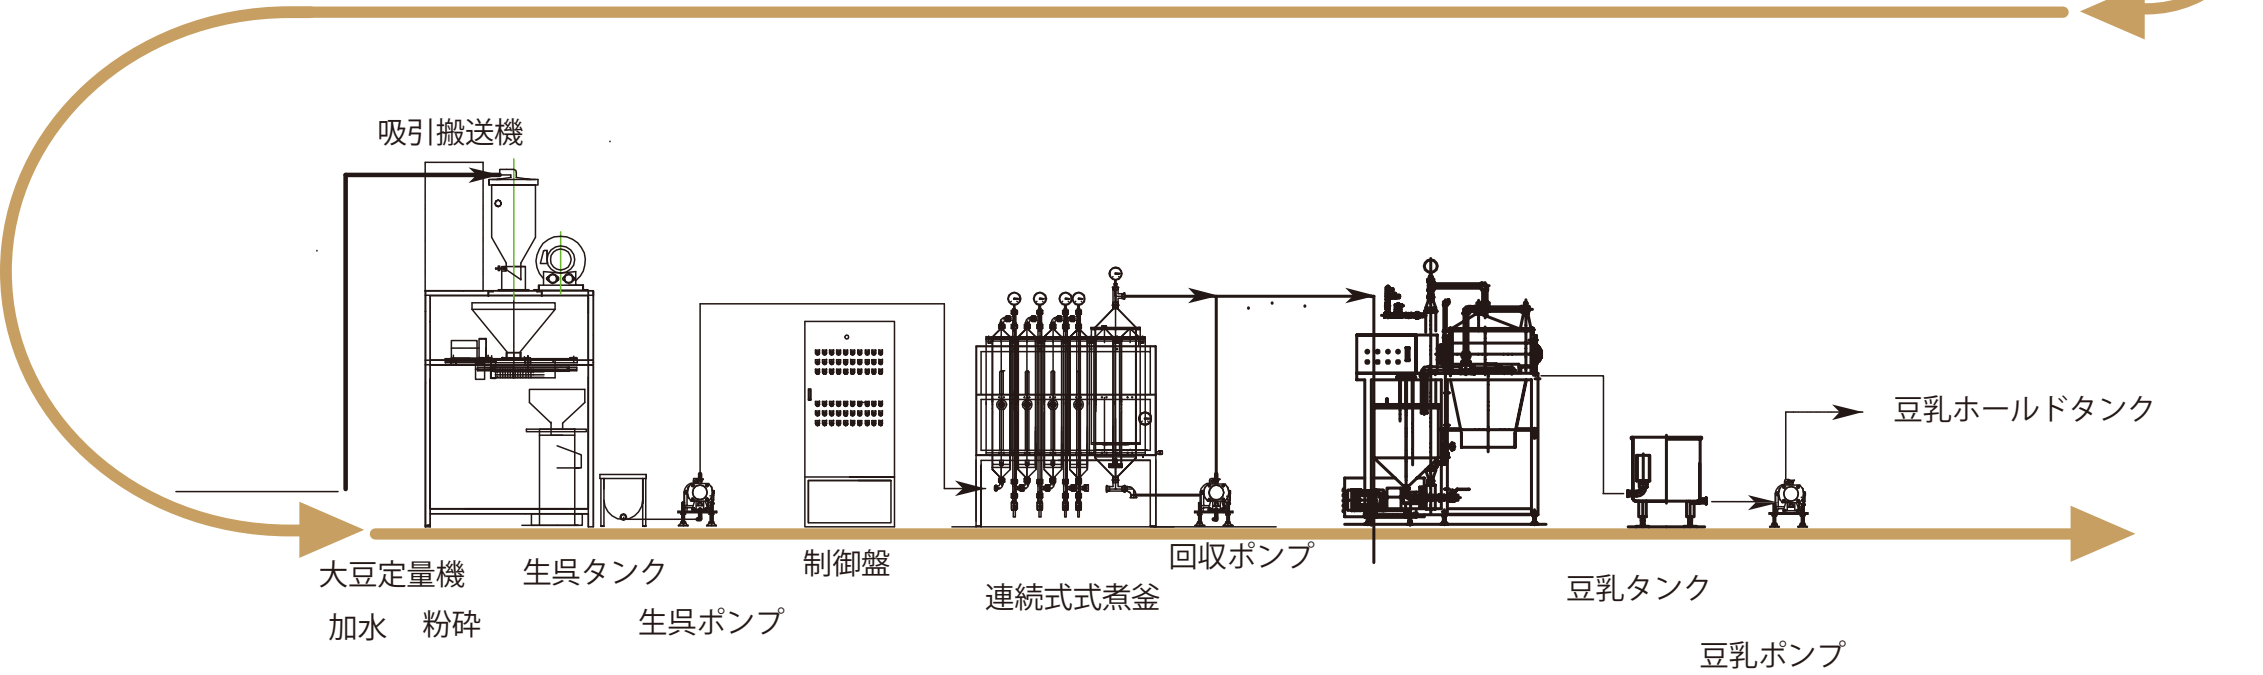 吸引搬送機
豆乳ホールドタンク
大豆定量機
生呉タンク
制御盤
回収ポンプ
加水 粉砕
生呉ポンプ
連続式式煮釜
豆乳タンク
豆乳ポンプ